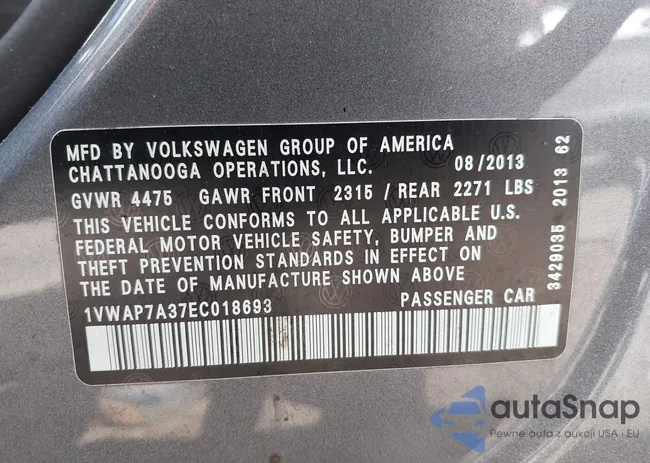 MFD BY VOLKSWAGEN GROUP OF AMERICA
CHATTANOOGA OPERATIONS, LLC. 08/2013
GVWR 4475 GAWR FRONT 2315 / REAR 2271 LBS
THIS VEHICLE CONFORMS TO ALL APPLICABLE U.S.
FEDERAL MOTOR VEHICLE SAFETY, BUMPER AND
THEFT PREVENTION STANDARDS IN EFFECT ON
THE DATE OF MANUFACTURE SHOWN ABOVE
1VWAP7A37EC018693 PASSENGER CAR
3429035 2013 62
autaSnap
Pewne auta z aukcji USA i EU